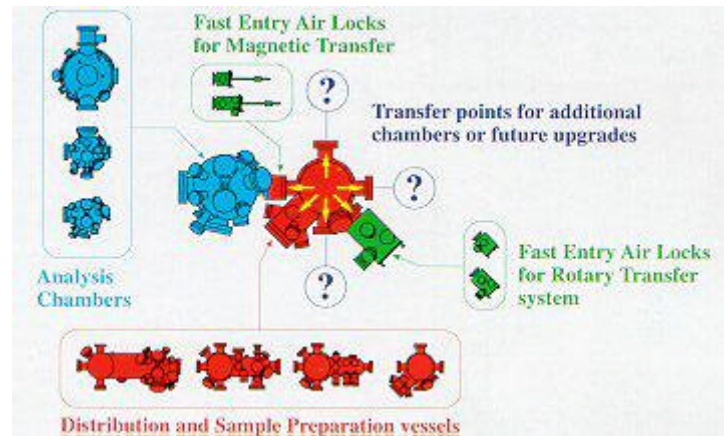 Fast Entry Air Locks
for Magnetic Transfer
?
Transfer points for additional
chambers or future upgrades
?
Analysis
Chambers
?
Fast Entry Air Locks
for Rotary Transfer
system
Distribution and Sample Preparation vessels